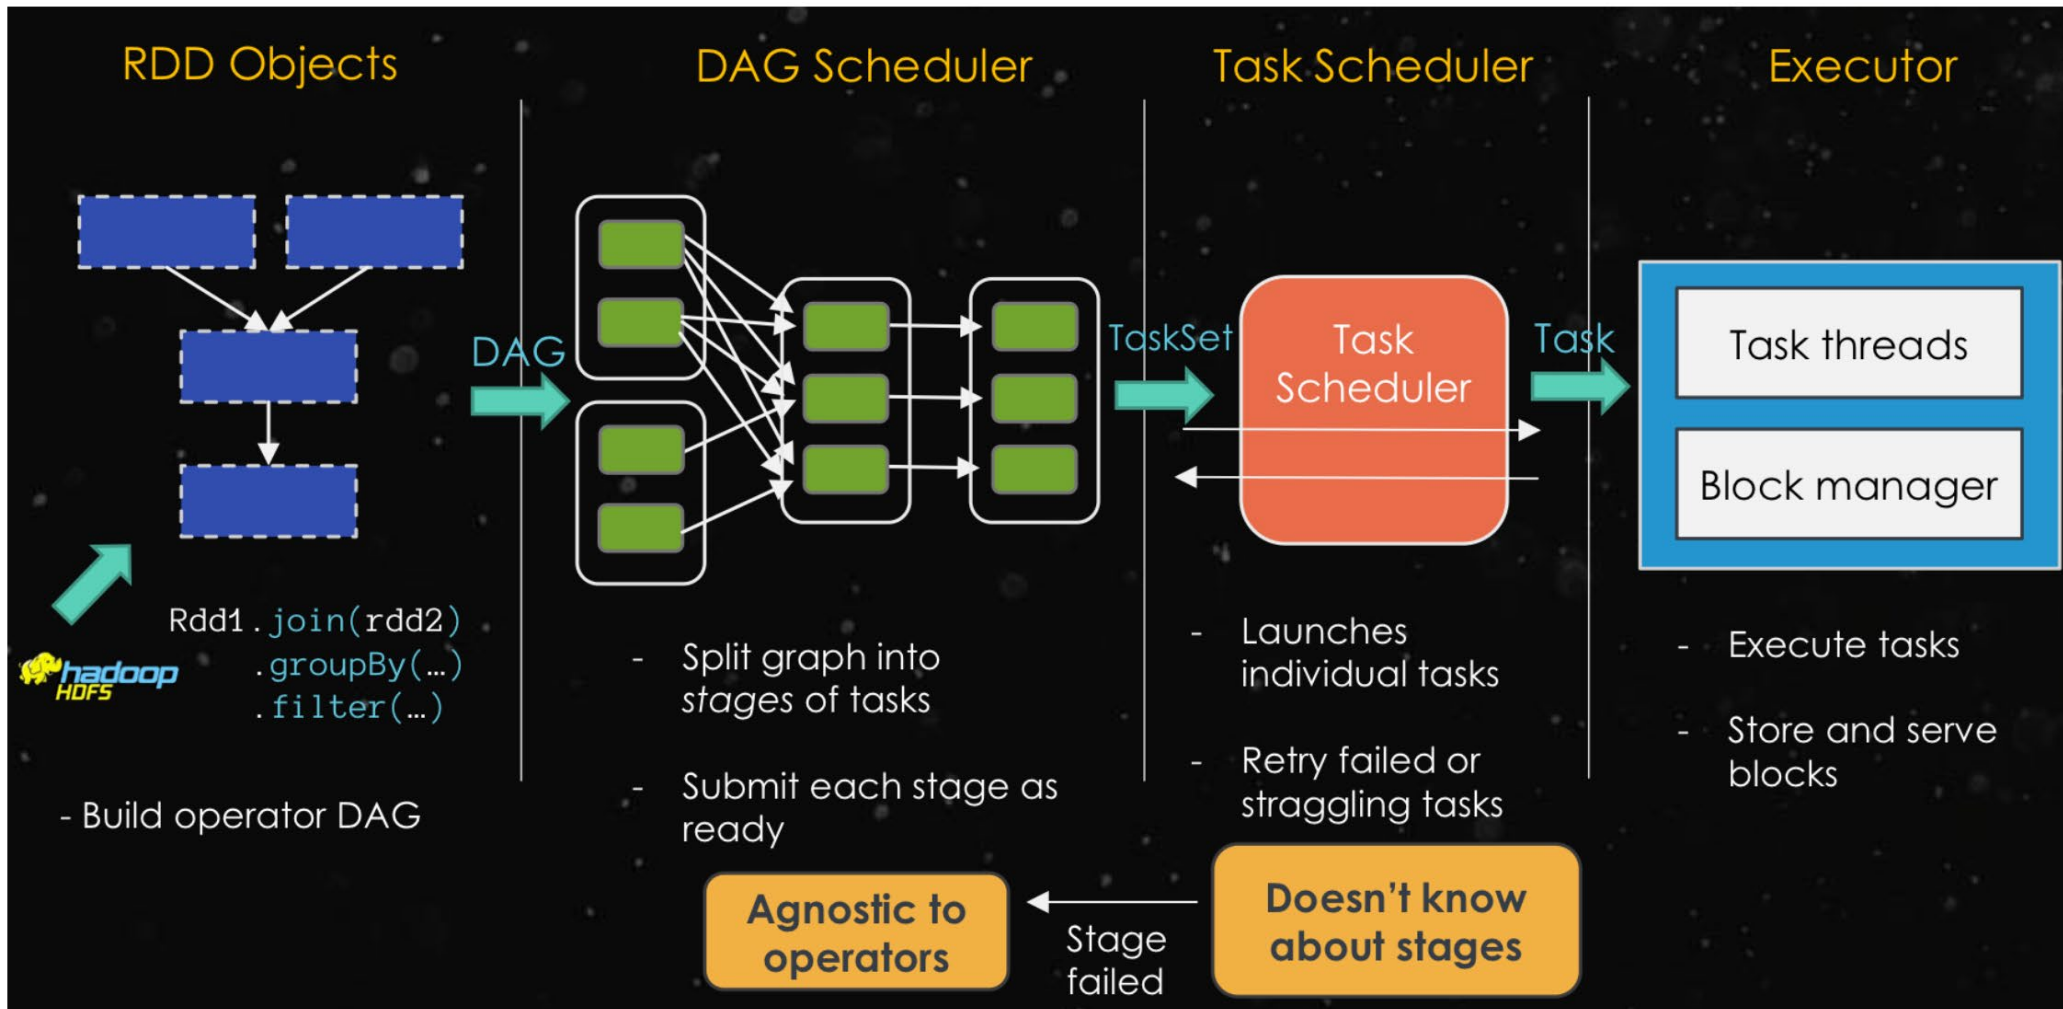 RDD Objects
DAG Scheduler
Task Scheduler
Executor
DAG
TaskSet
Task
Scheduler
Task
Task threads
Block manager
hadoop
HDFS
Rdd1.join(rdd2)
.groupBy(…)
.filter(…)
- Build operator DAG
- Split graph into
stages of tasks
- Submit each stage as
ready
- Launches
individual tasks
- Retry failed or
straggling tasks
- Execute tasks
- Store and serve
blocks
Agnostic to
operators
Stage
failed
Doesn't know
about stages